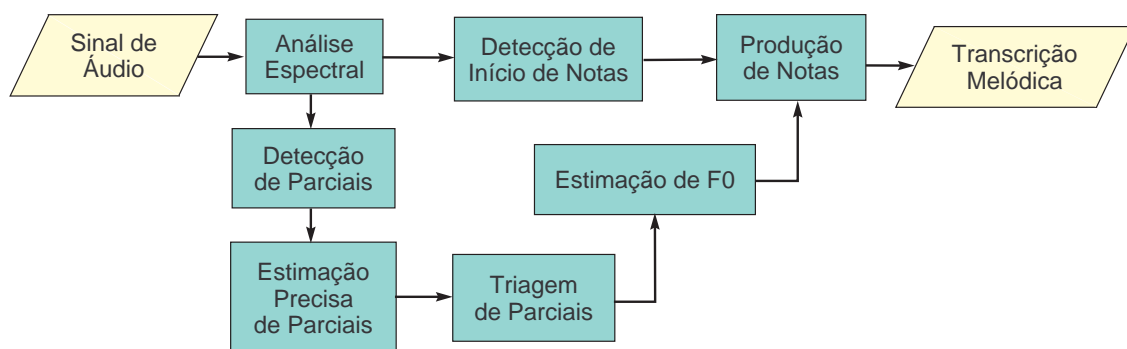 Sinal de
Áudio
Análise
Espectral
Detecção de
Início de Notas
Produção
de Notas
Transcrição
Melódica
Detecção
de Parciais
Estimação de F0
Estimação
Precisa
de Parciais
Triagem
de Parciais